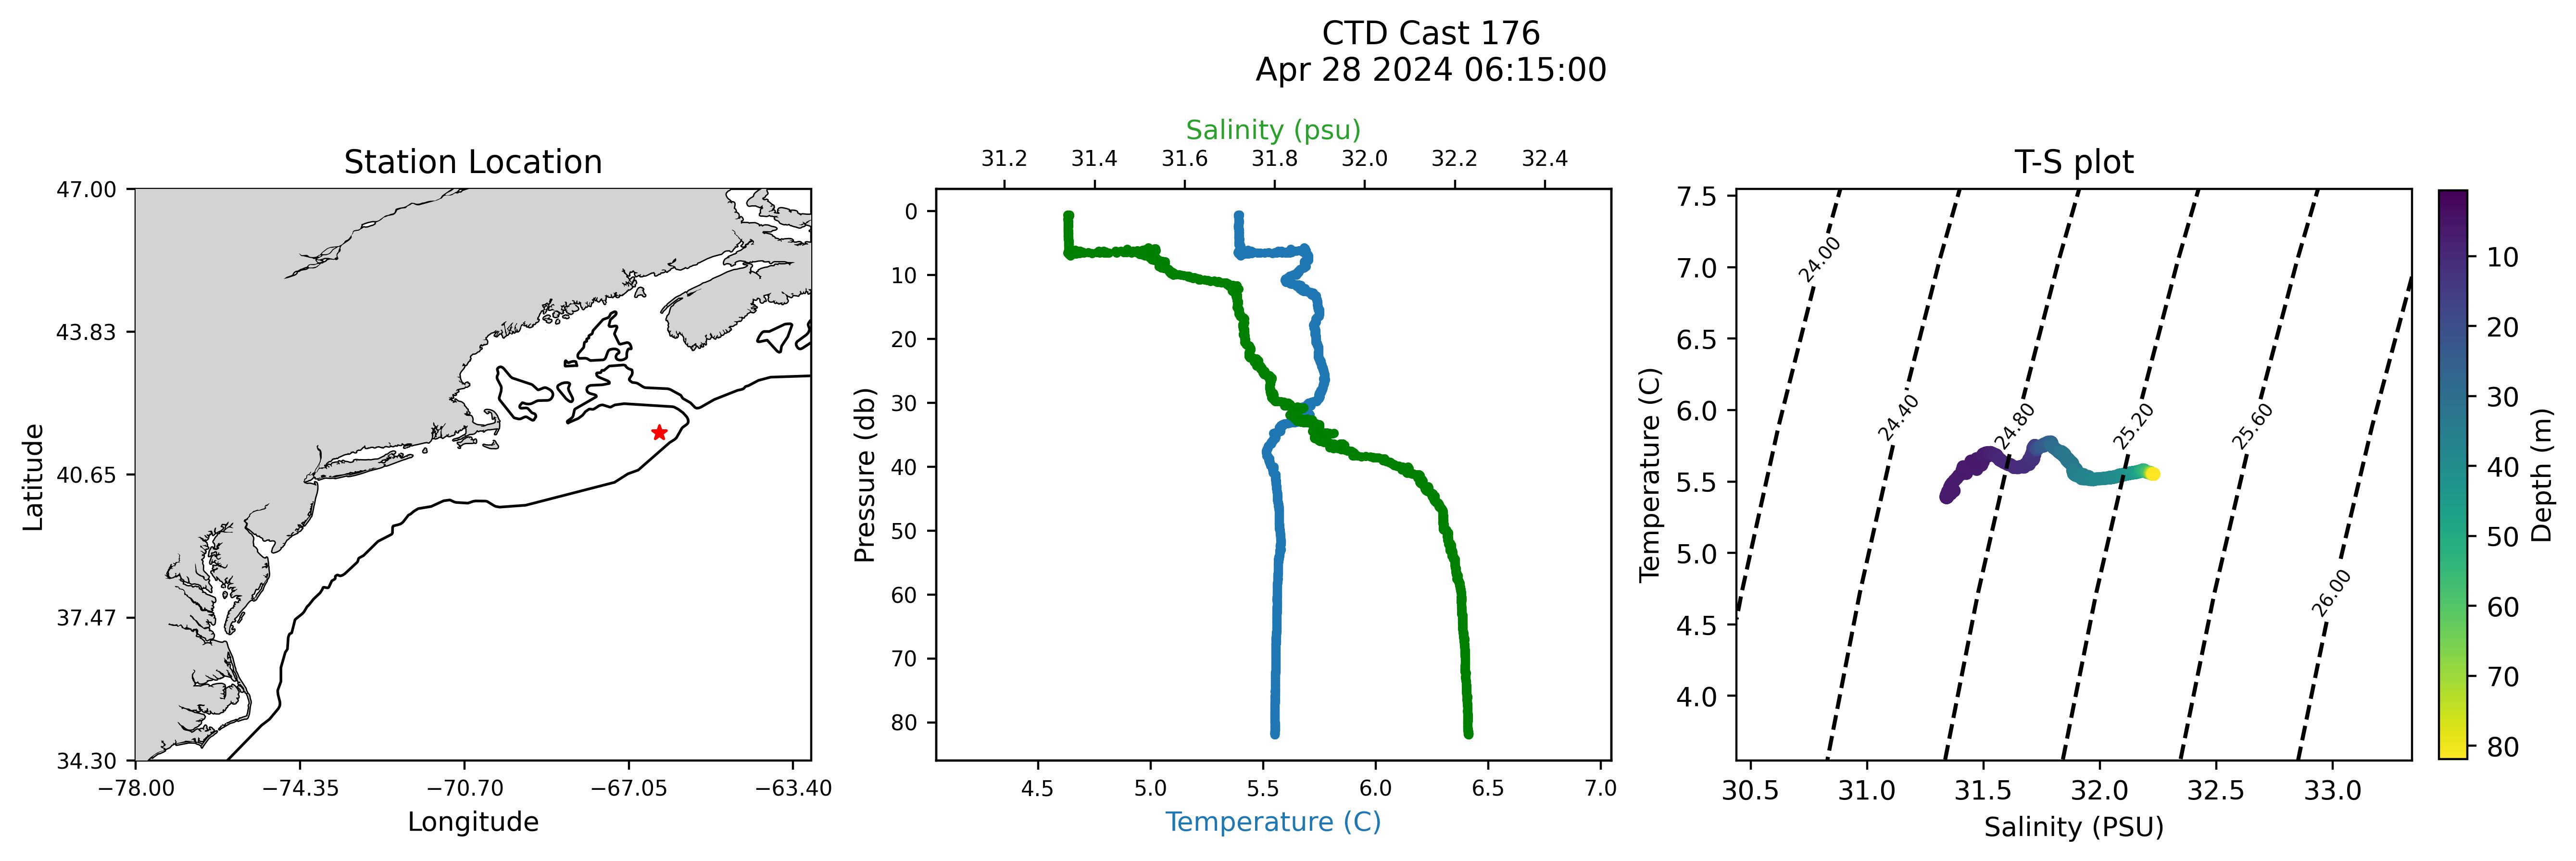 CTD Cast 176
Apr 28 2024 06:15:00
Station Location
47.00
43.83
40.65
37.47
34.30
−78.00 −74.35 −70.70 −67.05 −63.40
Latitude
Longitude
Salinity (psu)
31.2 31.4 31.6 31.8 32.0 32.2 32.4
0
10
20
30
40
50
60
70
80
Pressure (db)
4.5 5.0 5.5 6.0 6.5 7.0
Temperature (C)
T-S plot
7.5
7.0
6.5
6.0
5.5
5.0
4.5
4.0
Temperature (C)
24.00
24.40
24.80
25.20
25.60
26.00
30.5 31.0 31.5 32.0 32.5 33.0
Salinity (PSU)
10
20
30
40
50
60
70
80
Depth (m)